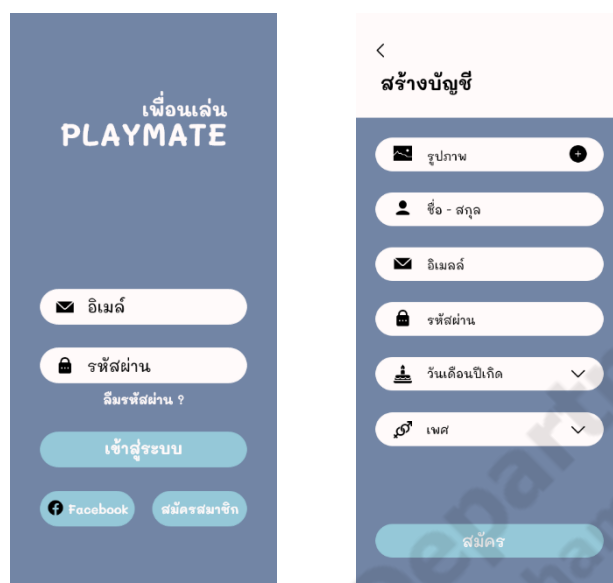 เพื่อนเล่น
PLAYMATE
อิเมล์
รหัสผ่าน
ลืมรหัสผ่าน ?
เข้าสู่ระบบ
Facebook
สมัครสมาชิก
สร้างบัญชี
รูปภาพ
ชื่อ - สกุล
อิเมลล์
รหัสผ่าน
วันเดือนปีเกิด
เพศ
สมัคร